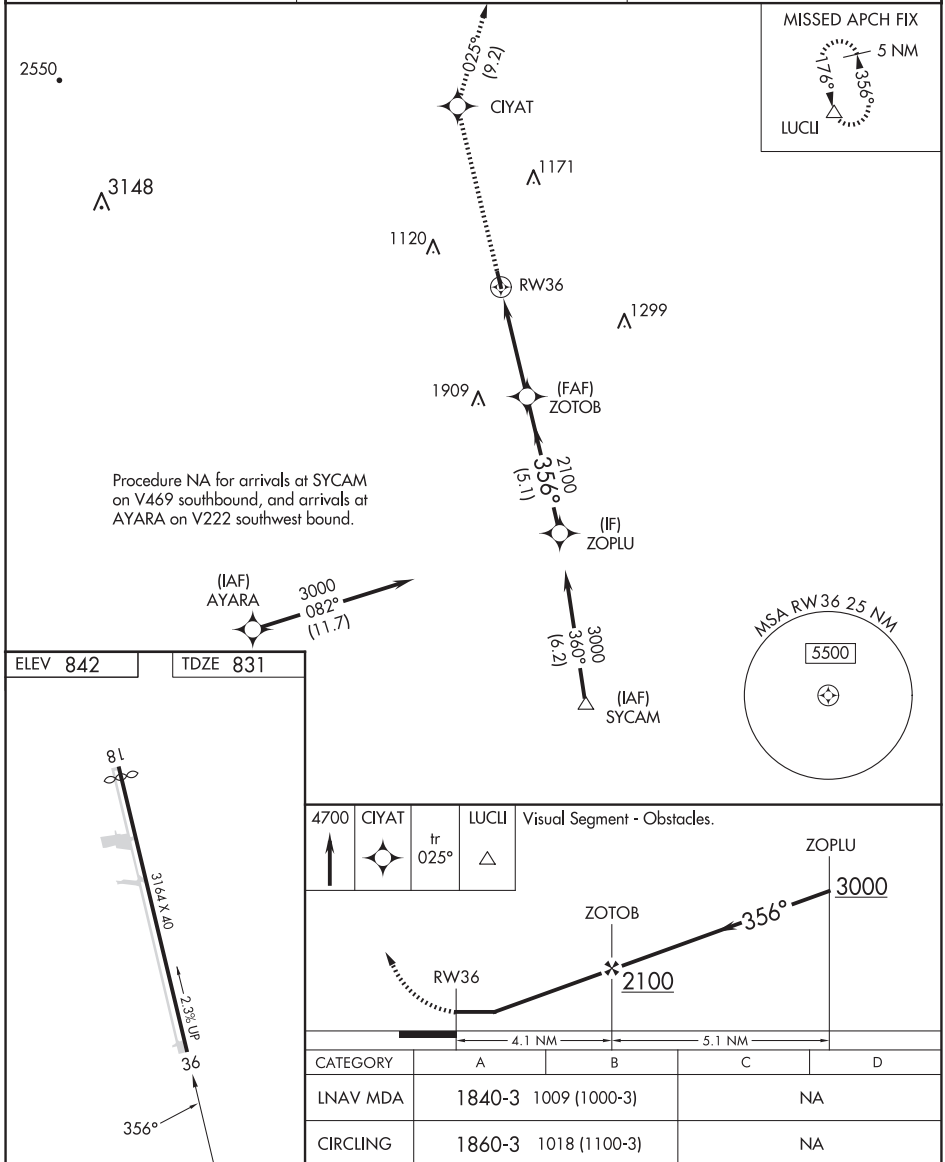 MISSED APCH FIX
5 NM
176°
356°
LUCLI
2550
025°
(9.2)
CIYAT
3148
1171
1120
RW36
1299
1909
(FAF)
ZOTOB
2100
356°
(5.1)
Procedure NA for arrivals at SYCAM
on V469 southbound, and arrivals at
AYARA on V222 southwest bound.
(IF)
ZOPLU
(IAF)
AYARA
3000
082°
(11.7)
3000
360°
(6.2)
(IAF)
SYCAM
MSA RW36 25 NM
5500
ELEV 842
TDZE 831
18
3164 X 40
2.3% UP
36
356°
4700
CIYAT
tr
025°
LUCLI
Visual Segment - Obstacles.
ZOPLU
3000
356°
ZOTOB
2100
RW36
4.1 NM
5.1 NM
CATEGORY A B C D
LNAV MDA 1840-3 1009 (1000-3) NA
CIRCLING 1860-3 1018 (1100-3) NA